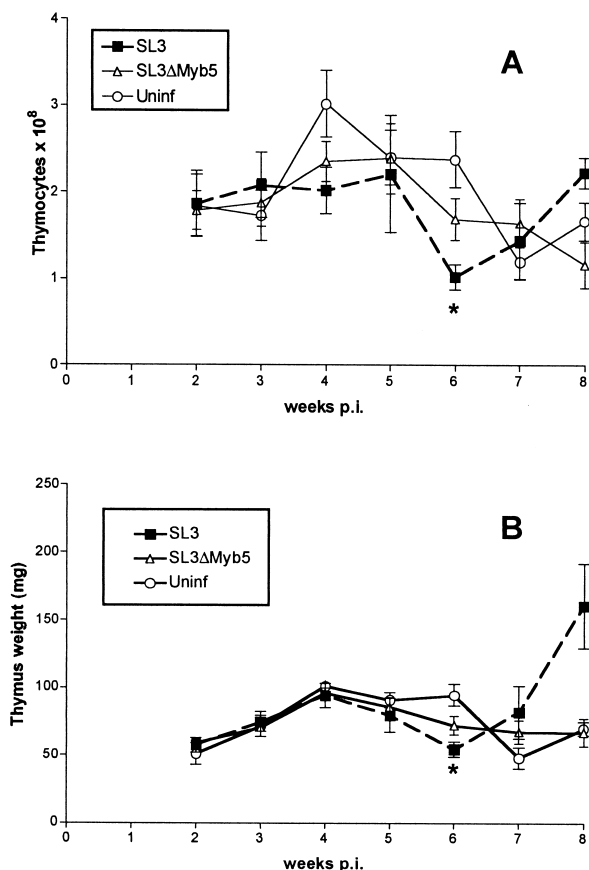 4
3
2
1
0
Thymocytes x 10⁸
SL3
SL3ΔMyb5
Uninf
A
*
0 1 2 3 4 5 6 7 8
weeks p.i.
250
200
150
100
50
0
Thymus weight (mg)
SL3
SL3ΔMyb5
Uninf
B
*
0 1 2 3 4 5 6 7 8
weeks p.i.